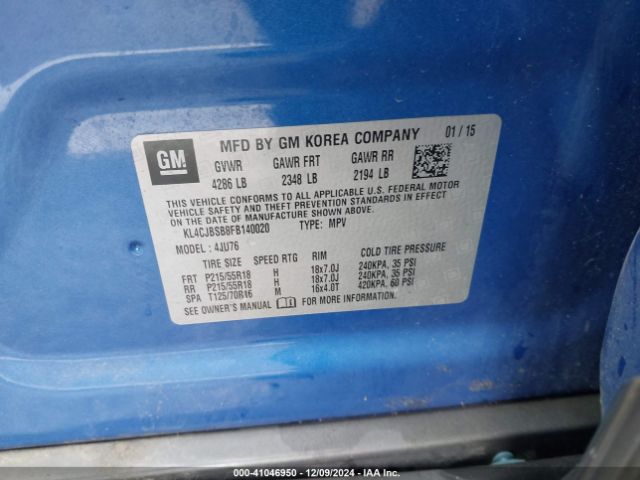 GM
MFD BY GM KOREA COMPANY 01 / 15
GVWR GAWR FRT GAWR RR
4286 LB 2348 LB 2194 LB
THIS VEHICLE CONFORMS TO ALL APPLICABLE U.S. FEDERAL MOTOR
VEHICLE SAFETY AND THEFT PREVENTION STANDARDS IN EFFECT
ON THE DATE OF MANUFACTURE SHOWN ABOVE.
KL4CJBSB8FB140020 TYPE: MPV
MODEL : 4JU76
TIRE SIZE SPEED RTG RIM COLD TIRE PRESSURE
FRT P215/55R18 H 18x7.0J 240KPA, 35 PSI
RR P215/55R18 H 18x7.0J 240KPA, 35 PSI
SPA T125/70R16 M 16x4.0T 420KPA, 60 PSI
SEE OWNER'S MANUAL FOR MORE INFORMATION.
000-41046950 - 12/09/2024 - IAA Inc.